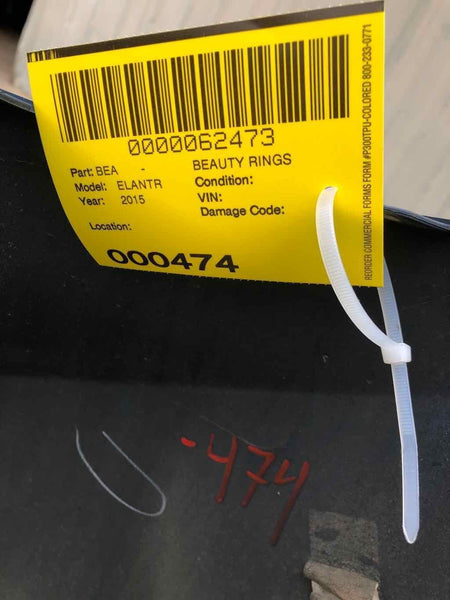 0000062473
Part: BEA - BEAUTY RINGS
Model: ELANTR Condition:
Year: 2015 VIN:
Damage Code:
Location:
000474
REORDER COMMERCIAL FORMS FORM #P300TPU-COLORED 800-233-0771
-474